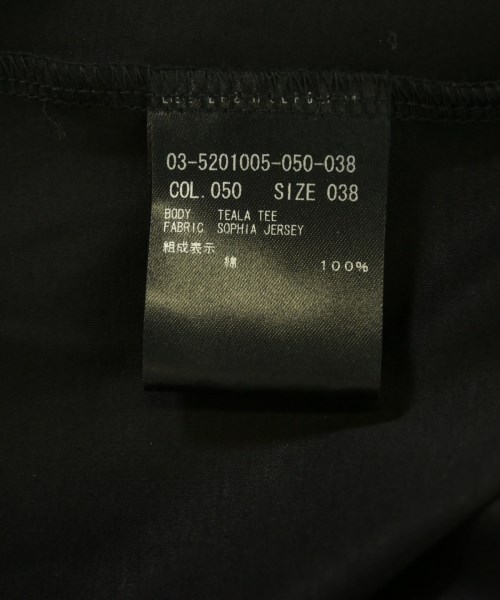 03-5201005-050-038
COL.050 SIZE 038
BODY TEALA TEE
FABRIC SOPHIA JERSEY
組成表示
綿 100%